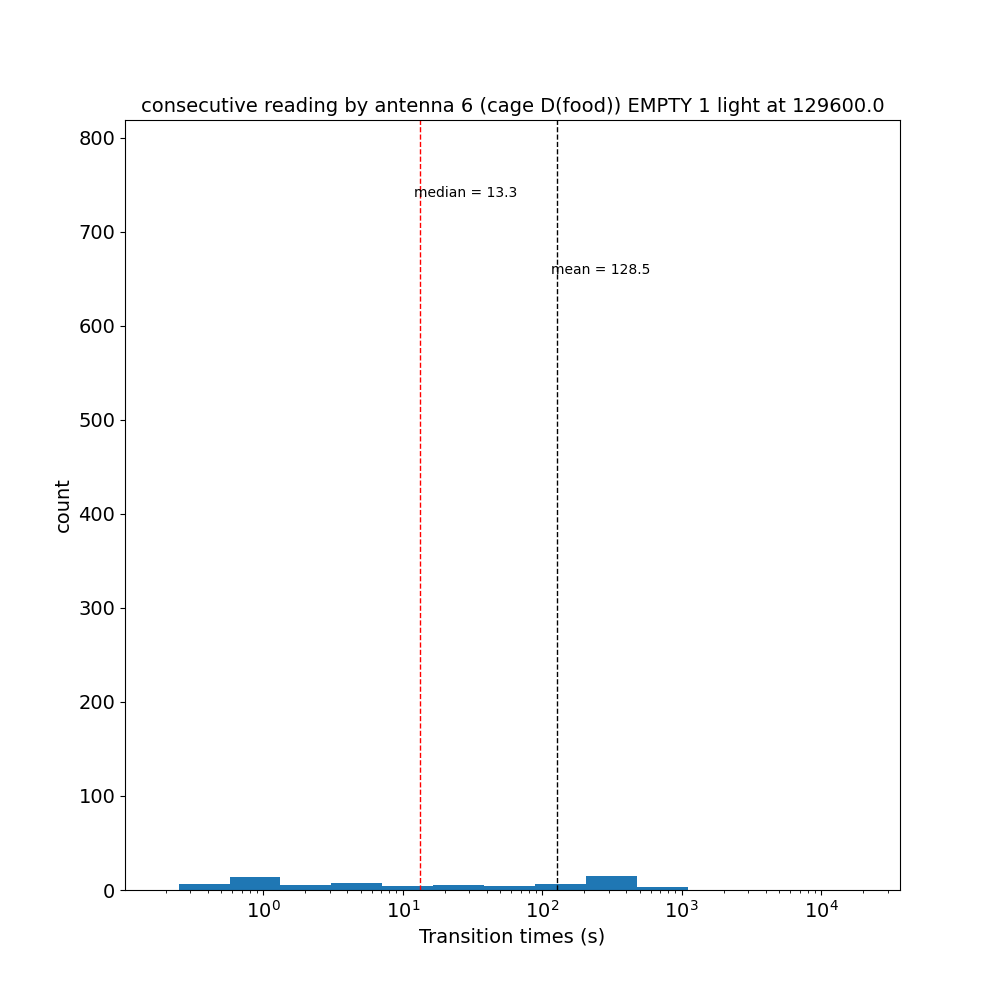 consecutive reading by antenna 6 (cage D(food)) EMPTY 1 light at 129600.0
800
median = 13.3
700
mean = 128.5
600
500
count
400
300
200
100
0
10^0 10^1 10^2 10^3 10^4
Transition times (s)